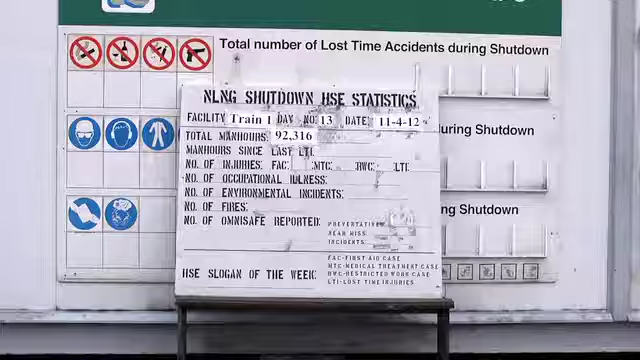 Total number of Lost Time Accidents during Shutdown
NLNG SHUTDOWN HSE STATISTICS
FACILITY Train 1 DAY NO: 13 DATE: 11-4-12
TOTAL MANHOURS: 92,316
during Shutdown
MANHOURS SINCE LAST LTI
NO. OF INJURIES: FAC: MTC: RWC: LTI:
NO. OF OCCUPATIONAL ILLNESS:
NO. OF ENVIRONMENTAL INCIDENTS:
NO. OF FIRES:
ng Shutdown
NO. OF OMNISAFE REPORTED:
PREVENTATIVE
NEAR MISS
INCIDENTS:
FAC-FIRST AID CASE
MTC-MEDICAL TREATMENT CASE
HSE SLOGAN OF THE WEEK:
RWC-RESTRICTED WORK CASE
LTI-LOST TIME INJURIES